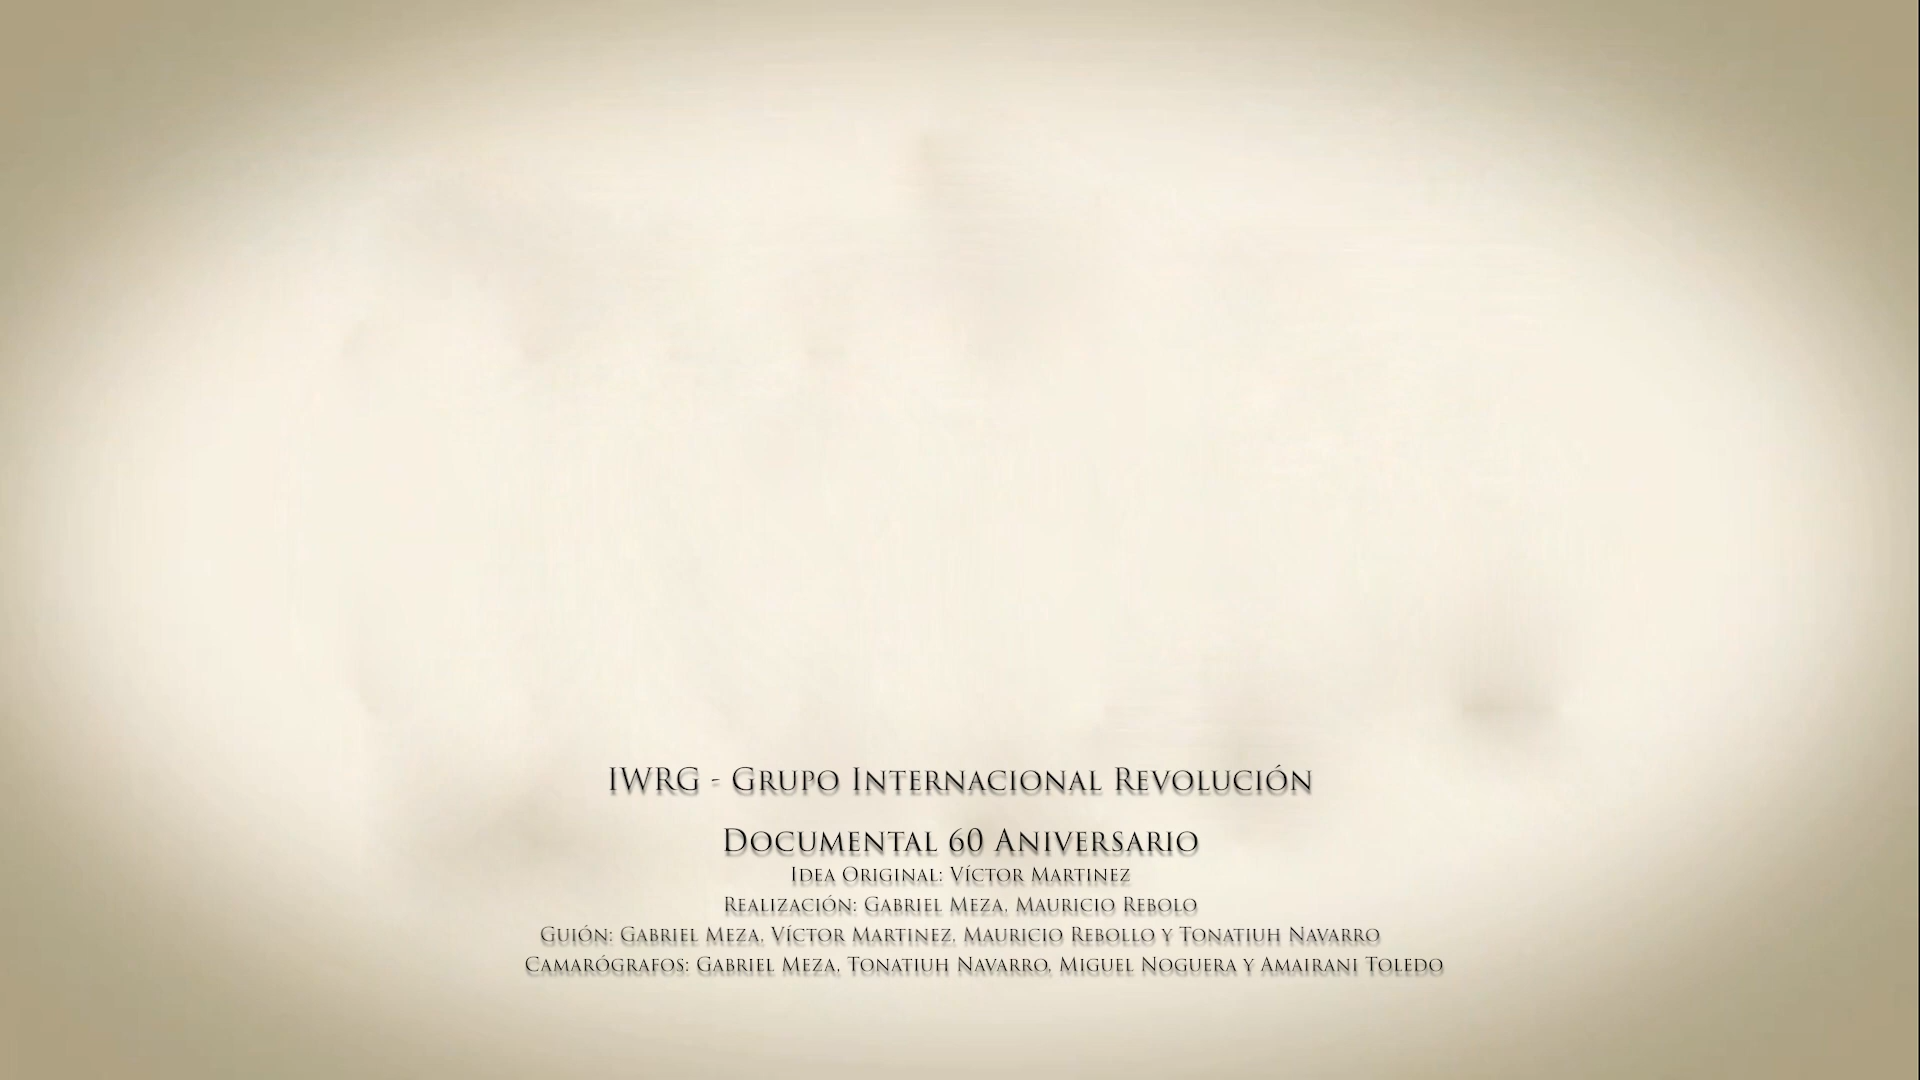 IWRG - Grupo Internacional Revolución
Documental 60 Aniversario
Idea Original: Víctor Martinez
Realización: Gabriel Meza, Mauricio Rebolo
Guión: Gabriel Meza, Víctor Martinez, Mauricio Rebollo y Tonatiuh Navarro
Camarógrafos: Gabriel Meza, Tonatiuh Navarro, Miguel Noguera y Amairani Toledo